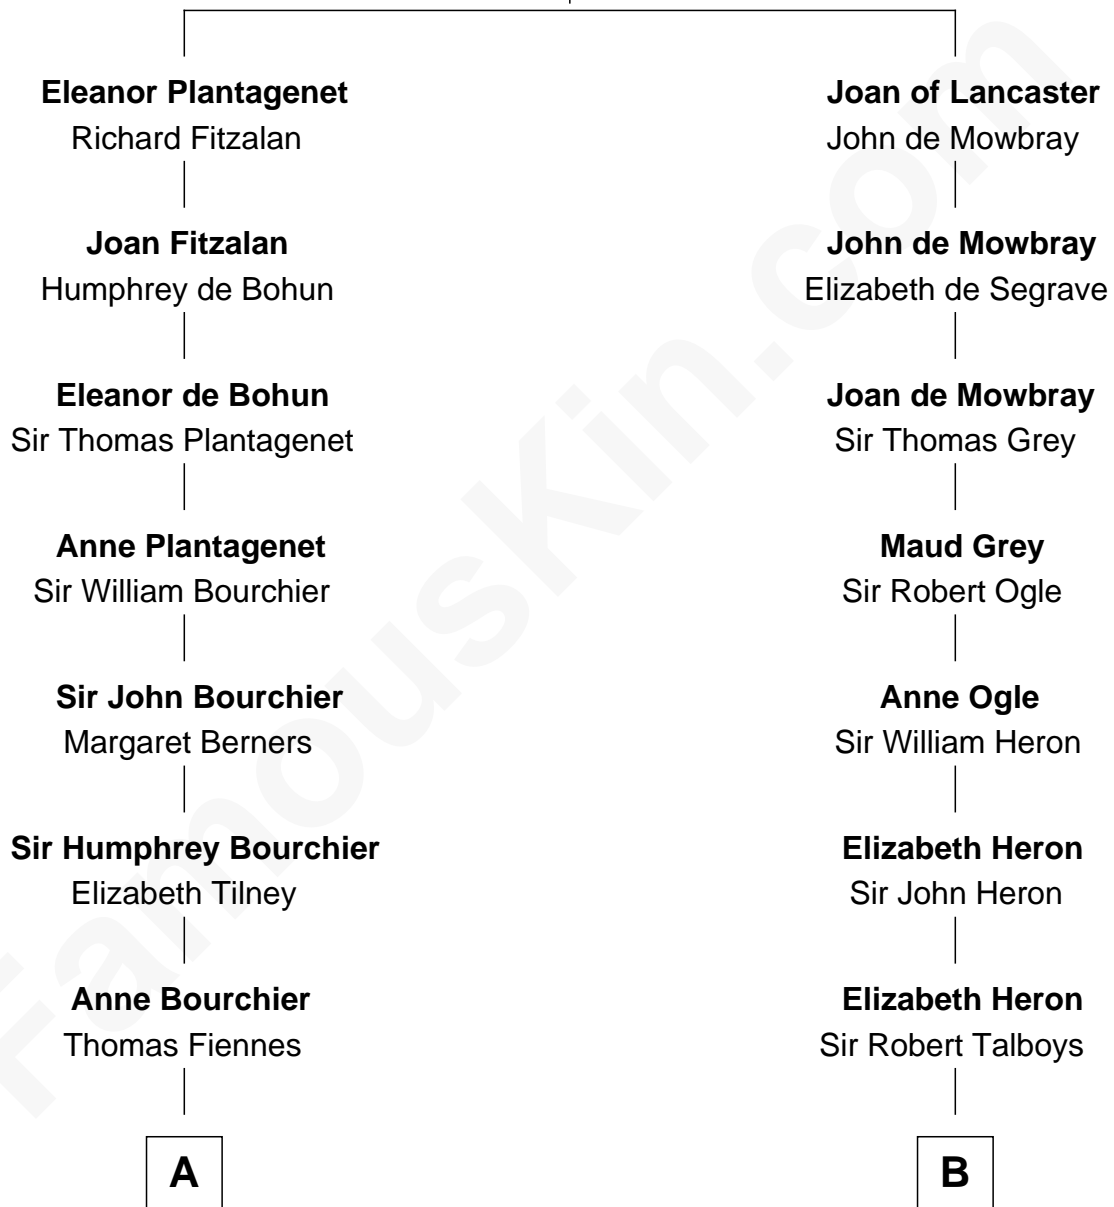 Eleanor Plantagenet
Richard Fitzalan
Joan Fitzalan
Humphrey de Bohun
Eleanor de Bohun
Sir Thomas Plantagenet
Anne Plantagenet
Sir William Bourchier
Sir John Bourchier
Margaret Berners
Sir Humphrey Bourchier
Elizabeth Tilney
Anne Bourchier
Thomas Fiennes
A
Joan of Lancaster
John de Mowbray
John de Mowbray
Elizabeth de Segrave
Joan de Mowbray
Sir Thomas Grey
Maud Grey
Sir Robert Ogle
Anne Ogle
Sir William Heron
Elizabeth Heron
Sir John Heron
Elizabeth Heron
Sir Robert Talboys
B
FamousKin.com